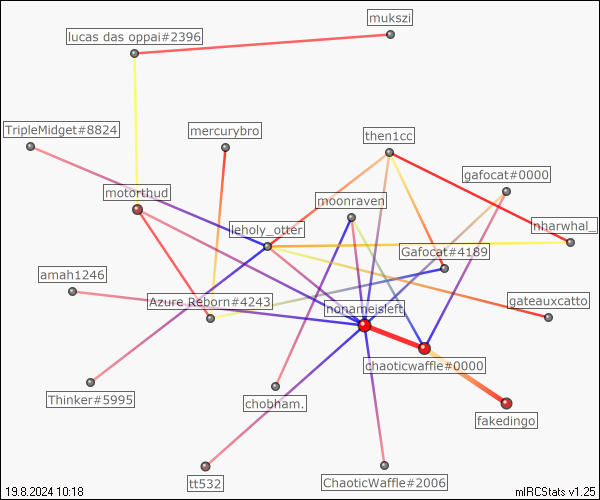 mukszi
lucas das oppai#2396
TripleMidget#8824
mercurybro
then1cc
gafocat#0000
motorthud
moonraven
leholy_otter
nharwhal_
Gafocat#4189
amah1246
Azure Reborn#4243
nonameisleft
gateauxcatto
chaoticwaffle#0000
Thinker#5995
chobham.
fakedingo
tt532
ChaoticWaffle#2006
19.8.2024 10:18
mIRCStats v1.25